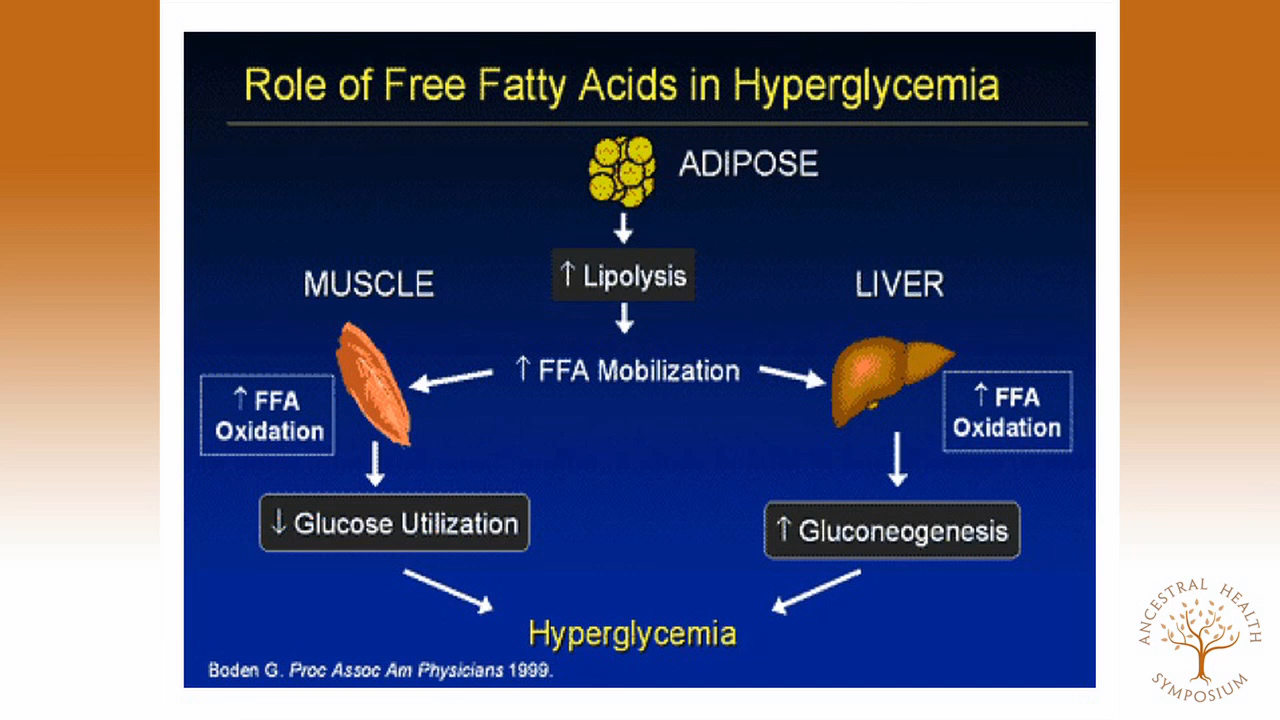 Role of Free Fatty Acids in Hyperglycemia
ADIPOSE
↑ Lipolysis
MUSCLE
LIVER
↑ FFA Mobilization
↑ FFA
Oxidation
↑ FFA
Oxidation
↓ Glucose Utilization
↑ Gluconeogenesis
Hyperglycemia
Boden G. Proc Assoc Am Physicians 1999.
ANCESTRAL HEALTH
SYMPOSIUM